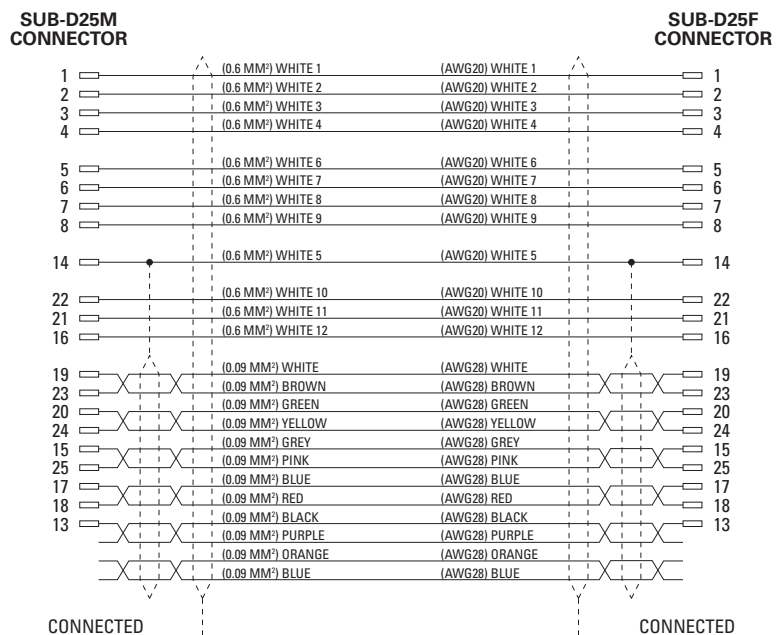 SUB-D25M CONNECTOR SUB-D25F CONNECTOR
1 (0.6 MM²) WHITE 1 (AWG20) WHITE 1 1
2 (0.6 MM²) WHITE 2 (AWG20) WHITE 2 2
3 (0.6 MM²) WHITE 3 (AWG20) WHITE 3 3
4 (0.6 MM²) WHITE 4 (AWG20) WHITE 4 4
5 (0.6 MM²) WHITE 6 (AWG20) WHITE 6 5
6 (0.6 MM²) WHITE 7 (AWG20) WHITE 7 6
7 (0.6 MM²) WHITE 8 (AWG20) WHITE 8 7
8 (0.6 MM²) WHITE 9 (AWG20) WHITE 9 8
14 (0.6 MM²) WHITE 5 (AWG20) WHITE 5 14
22 (0.6 MM²) WHITE 10 (AWG20) WHITE 10 22
21 (0.6 MM²) WHITE 11 (AWG20) WHITE 11 21
16 (0.6 MM²) WHITE 12 (AWG20) WHITE 12 16
19 (0.09 MM²) WHITE (AWG28) WHITE 19
23 (0.09 MM²) BROWN (AWG28) BROWN 23
20 (0.09 MM²) GREEN (AWG28) GREEN 20
24 (0.09 MM²) YELLOW (AWG28) YELLOW 24
15 (0.09 MM²) GREY (AWG28) GREY 15
25 (0.09 MM²) PINK (AWG28) PINK 25
17 (0.09 MM²) BLUE (AWG28) BLUE 17
18 (0.09 MM²) RED (AWG28) RED 18
13 (0.09 MM²) BLACK (AWG28) BLACK 13
(0.09 MM²) PURPLE (AWG28) PURPLE
(0.09 MM²) ORANGE (AWG28) ORANGE
(0.09 MM²) BLUE (AWG28) BLUE
CONNECTED CONNECTED